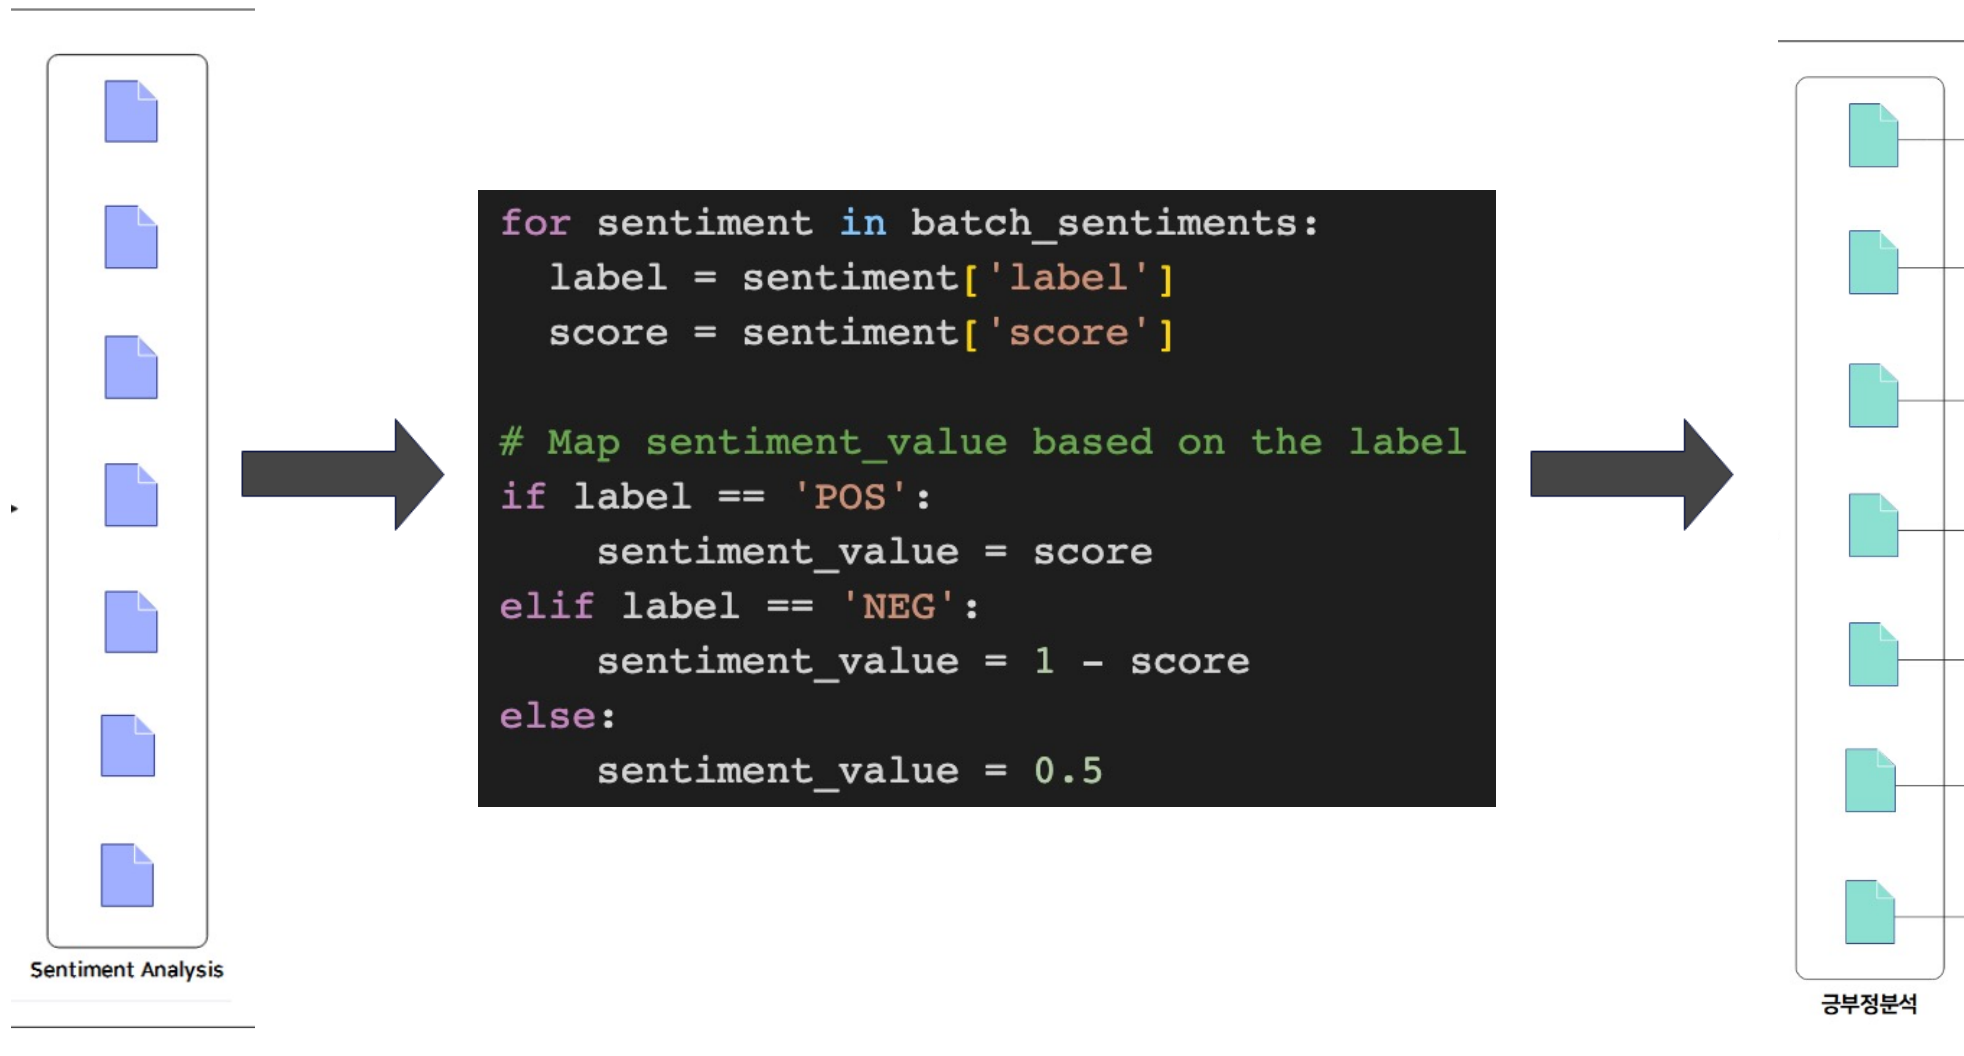 Sentiment Analysis
for sentiment in batch_sentiments:
  label = sentiment['label']
  score = sentiment['score']

# Map sentiment_value based on the label
if label == 'POS':
    sentiment_value = score
elif label == 'NEG':
    sentiment_value = 1 - score
else:
    sentiment_value = 0.5
긍부정분석